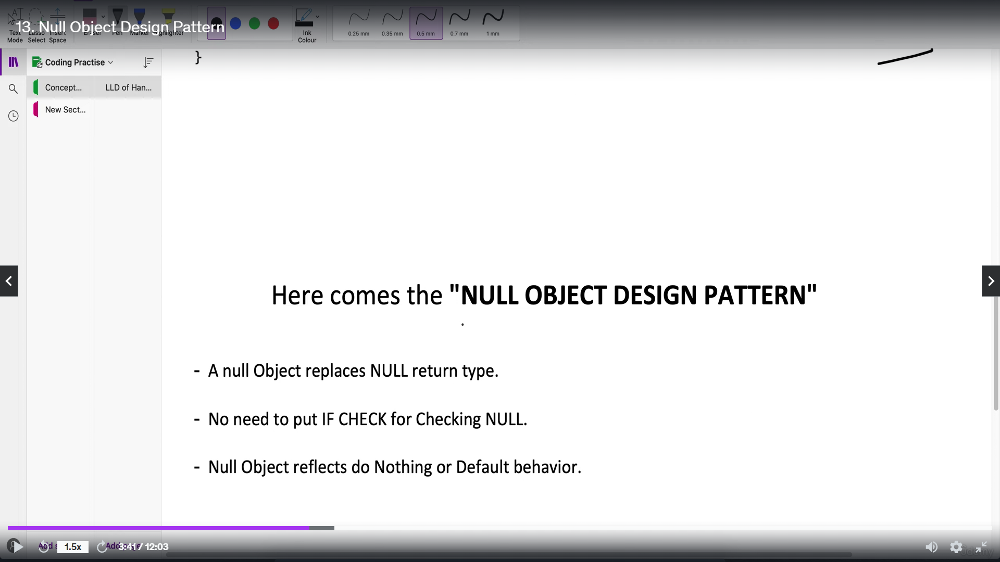 13. Null Object Design Pattern
Text Mode
Lasso Select
Insert Space
Eraser
Pen
Marker
Highlighter
Ink Colour
0.25 mm
0.35 mm
0.5 mm
0.7 mm
1 mm
Coding Practise
}
Concept...
LLD of Han...
New Sect...
Here comes the "NULL OBJECT DESIGN PATTERN"
- A null Object replaces NULL return type.
- No need to put IF CHECK for Checking NULL.
- Null Object reflects do Nothing or Default behavior.
1.5x
3:41 / 12:03